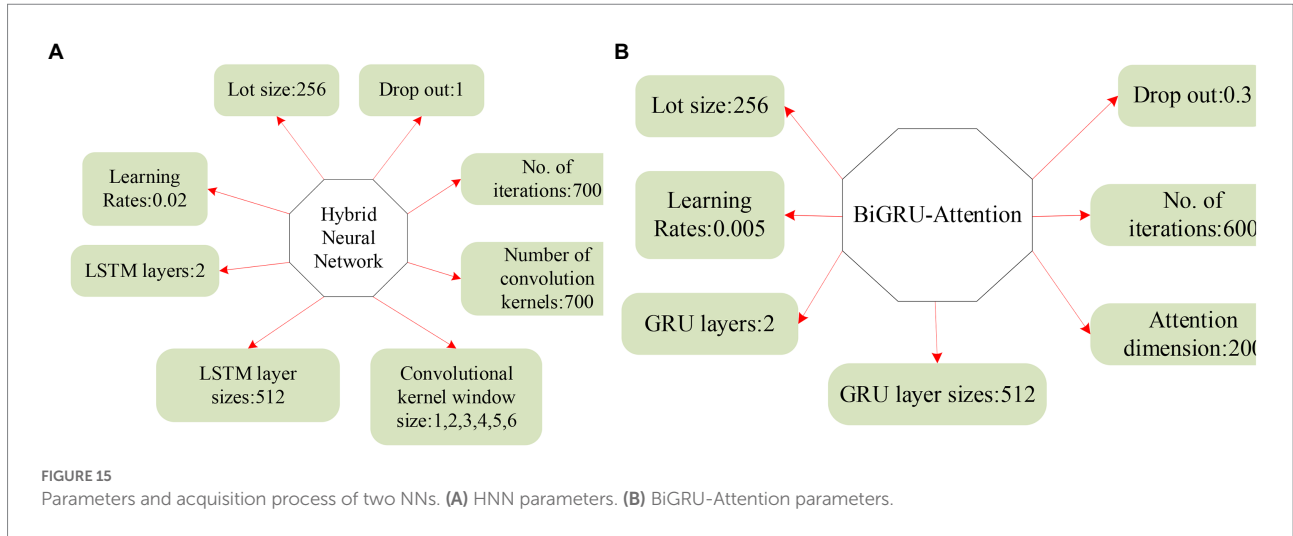 A
Lot size:256
Drop out:1
Learning
Rates:0.02
No. of
iterations:700
Hybrid
Neural
Network
LSTM layers:2
Number of
convolution
kernels:700
LSTM layer
sizes:512
Convolutional
kernel window
size:1,2,3,4,5,6
B
Lot size:256
Drop out:0.3
Learning
Rates:0.005
BiGRU-Attention
No. of
iterations:600
GRU layers:2
Attention
dimension:200
GRU layer sizes:512
FIGURE 15
Parameters and acquisition process of two NNs. (A) HNN parameters. (B) BiGRU-Attention parameters.